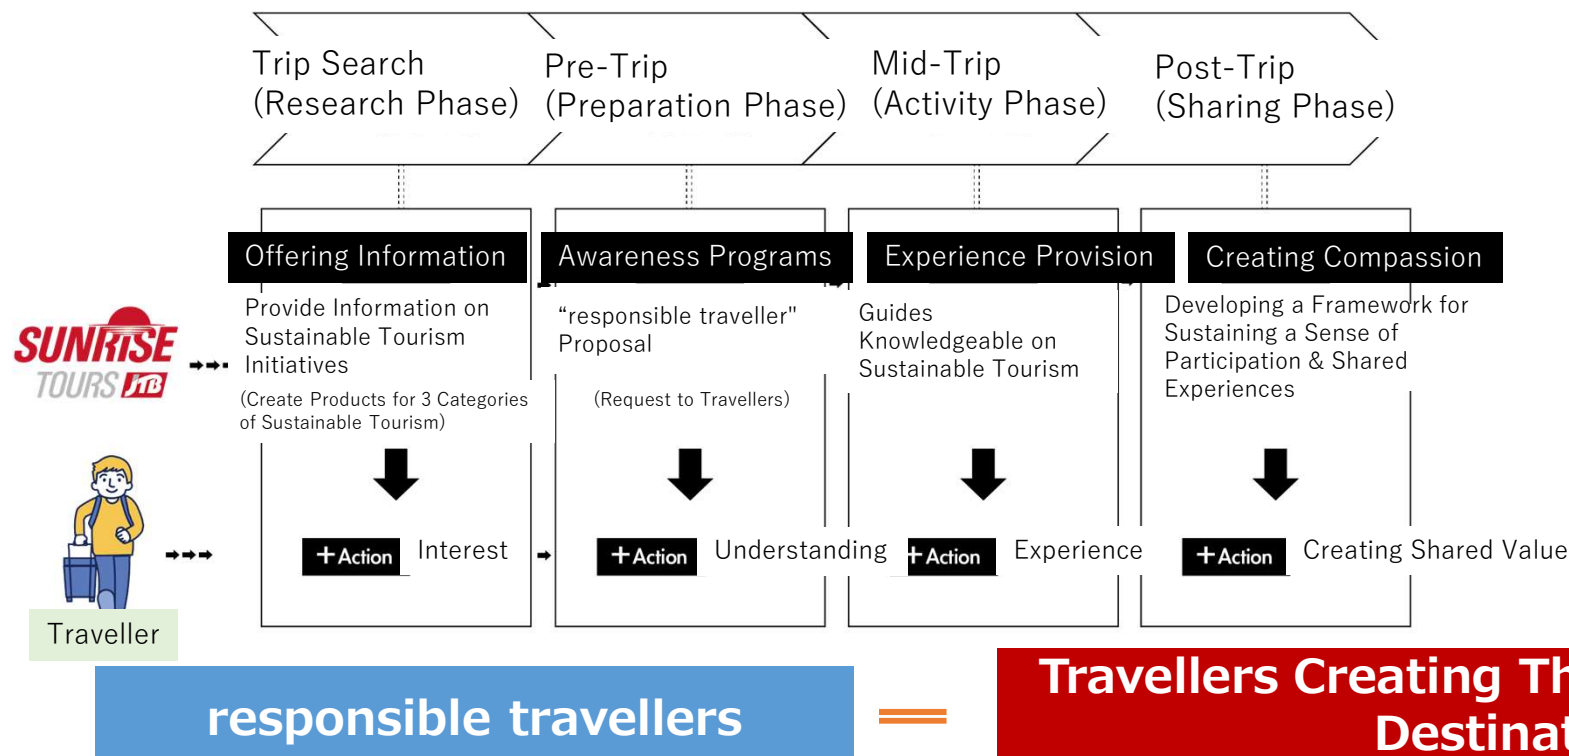 Trip Search
(Research Phase)
Pre-Trip
(Preparation Phase)
Mid-Trip
(Activity Phase)
Post-Trip
(Sharing Phase)
Offering Information
Awareness Programs
Experience Provision
Creating Compassion
SUNRISE
TOURS JTB
Provide Information on
Sustainable Tourism
Initiatives
(Create Products for 3 Categories
of Sustainable Tourism)
“responsible traveller"
Proposal
(Request to Travellers)
Guides
Knowledgeable on
Sustainable Tourism
Developing a Framework for
Sustaining a Sense of
Participation & Shared
Experiences
+Action Interest
+Action Understanding
+Action Experience
+Action Creating Shared Value
Traveller
responsible travellers
Travellers Creating